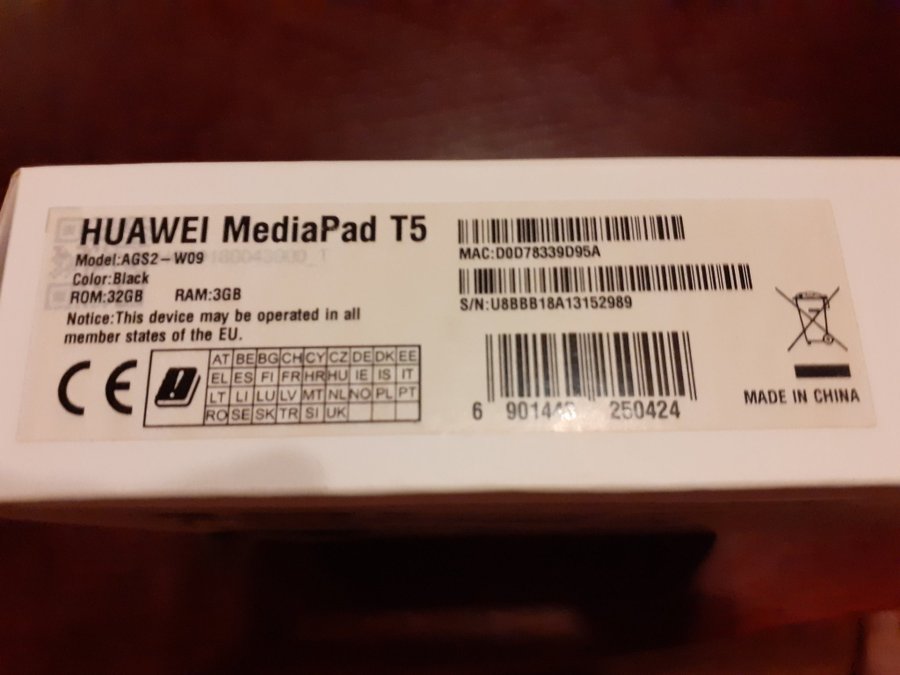 HUAWEI MediaPad T5
Model:AGS2-W09
Color:Black
ROM:32GB RAM:3GB
Notice:This device may be operated in all
member states of the EU.
CE
AT BE BG CH CY CZ DE DK EE
EL ES FI FR HR HU IE IS IT
LT LI LU LV MT NL NO PL PT
RO SE SK TR SI UK
MAC:D0D78339D95A
S/N:U8BBB18A13152989
6 250424
MADE IN CHINA